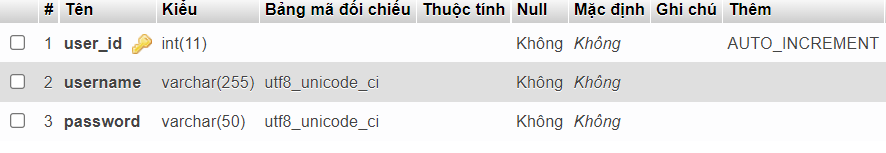 # Tên Kiểu Bảng mã đối chiếu Thuộc tính Null Mặc định Ghi chú Thêm
1 user_id int(11) Không Không AUTO_INCREMENT
2 username varchar(255) utf8_unicode_ci Không Không
3 password varchar(50) utf8_unicode_ci Không Không